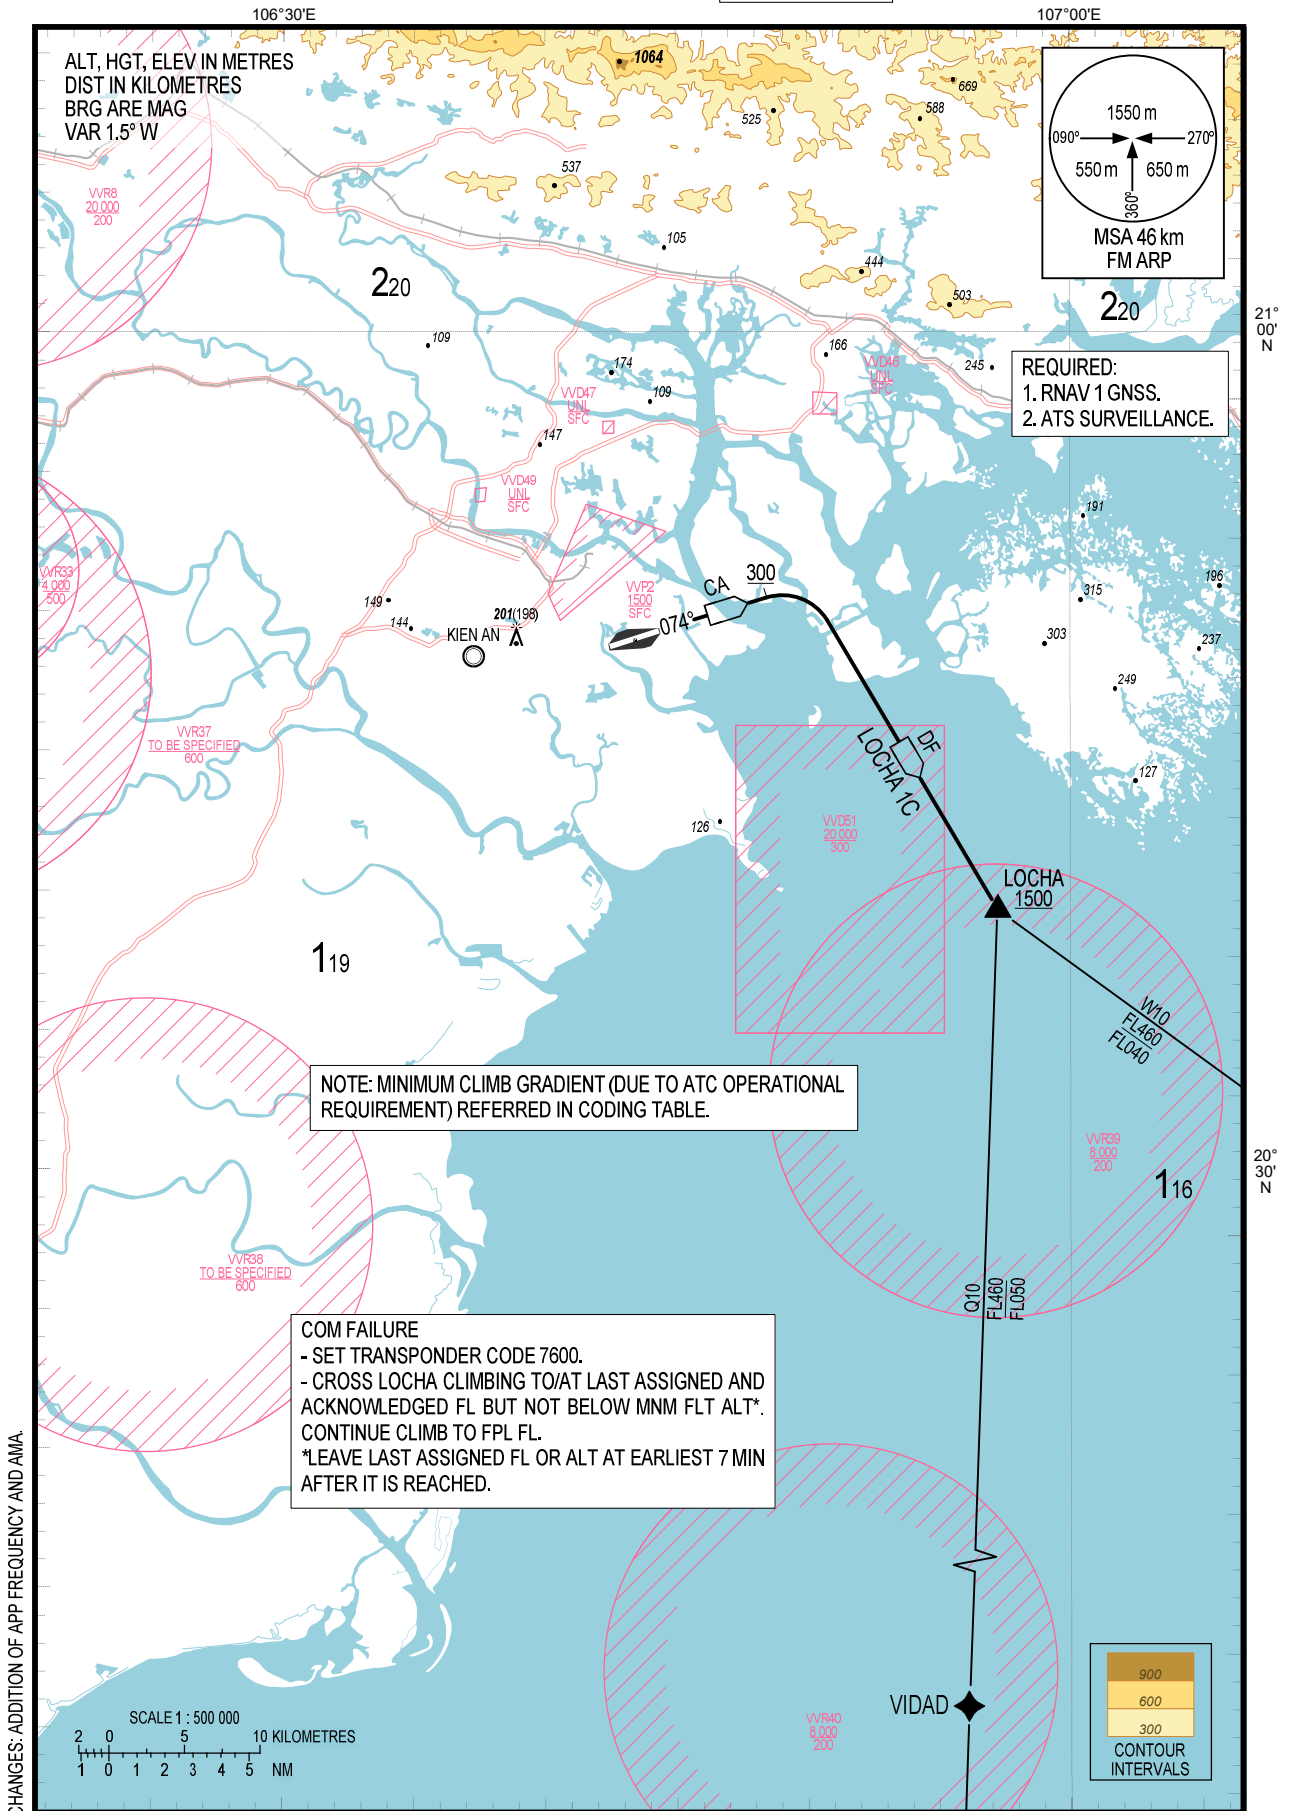 106°30'E
107°00'E
ALT, HGT, ELEV IN METRES
DIST IN KILOMETRES
BRG ARE MAG
VAR 1.5° W
1064
669
588
525
537
1550 m
090°
270°
550 m
650 m
360°
MSA 46 km
FM ARP
VVR8
20 000
200
105
444
503
220
220
21°
00'
N
109
166
174
109
245
VVD46
UNL
SFC
REQUIRED:
1. RNAV 1 GNSS.
2. ATS SURVEILLANCE.
VVD47
UNL
SFC
147
VVD49
UNL
SFC
191
VVR33
4 000
500
VVP2
1500
SFC
CA
300
196
315
149
144
201(198)
KIEN AN
074°
303
237
249
VVR37
TO BE SPECIFIED
600
DF
LOCHA 1C
127
126
VVD51
20 000
300
LOCHA
1500
119
W10
FL460
FL040
NOTE: MINIMUM CLIMB GRADIENT (DUE TO ATC OPERATIONAL
REQUIREMENT) REFERRED IN CODING TABLE.
VVR39
8 000
200
20°
30'
N
116
VVR38
TO BE SPECIFIED
600
Q10
FL460
FL050
COM FAILURE
- SET TRANSPONDER CODE 7600.
- CROSS LOCHA CLIMBING TO/AT LAST ASSIGNED AND
ACKNOWLEDGED FL BUT NOT BELOW MNM FLT ALT*.
CONTINUE CLIMB TO FPL FL.
*LEAVE LAST ASSIGNED FL OR ALT AT EARLIEST 7 MIN
AFTER IT IS REACHED.
VIDAD
VVR40
8 000
200
900
600
300
CONTOUR
INTERVALS
SCALE 1 : 500 000
2 0 5 10 KILOMETRES
1 0 1 2 3 4 5 NM
CHANGES: ADDITION OF APP FREQUENCY AND AMA.